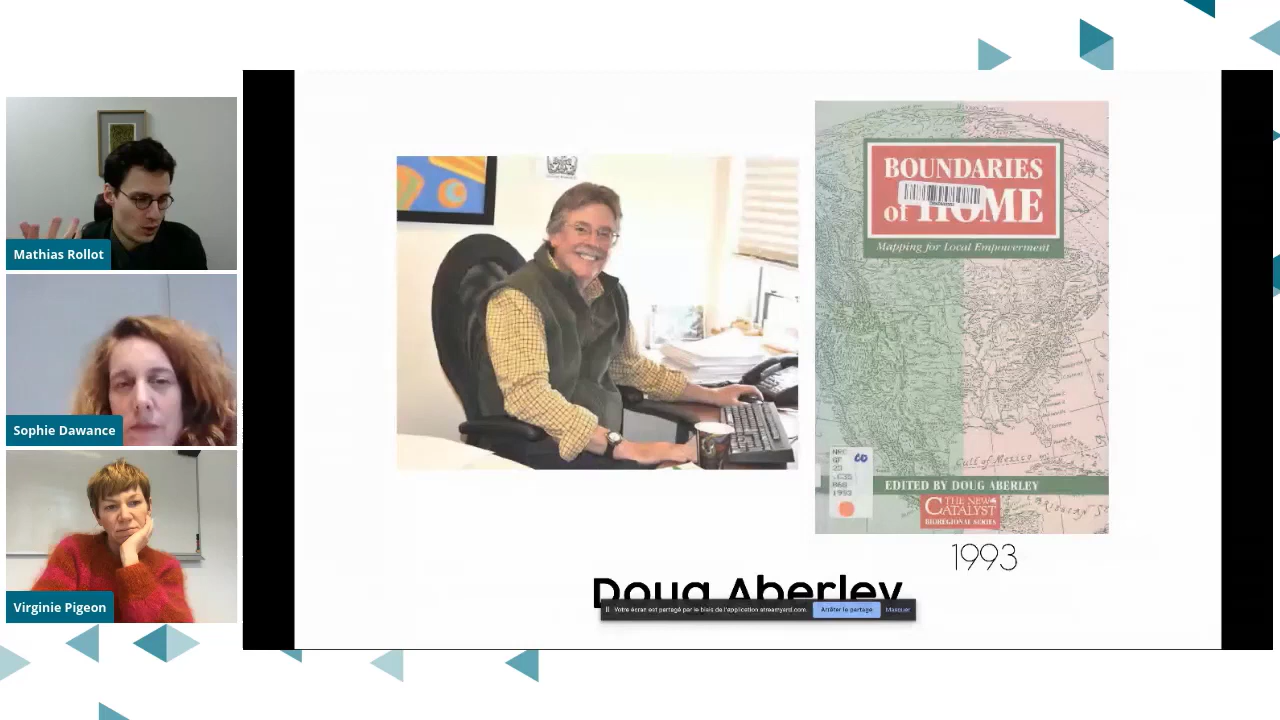 Mathias Rollot
Sophie Dawance
Virginie Pigeon
BOUNDARIES
of HOME
Mapping for Local Empowerment
Gulf of Mexico
EDITED BY DOUG ABERLEY
THE NEW
CATALYST
BIOREGIONAL SERIES
1993
Doug Aberley
Votre écran est partagé par le biais de l'application streamyard.com.
Arrêter le partage
Masquer